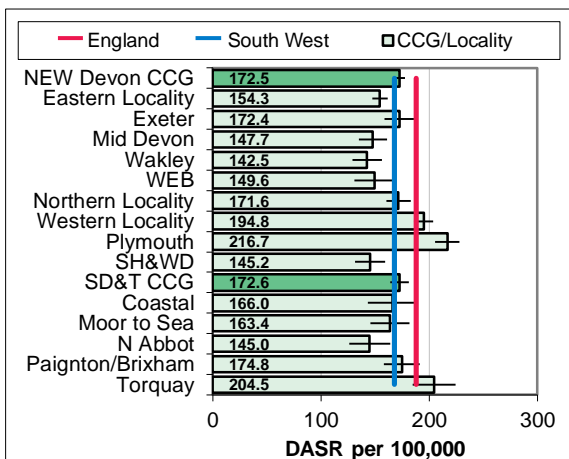 England South West CCG/Locality
NEW Devon CCG 172.5
Eastern Locality 154.3
Exeter 172.4
Mid Devon 147.7
Wakley 142.5
WEB 149.6
Northern Locality 171.6
Western Locality 194.8
Plymouth 216.7
SH&WD 145.2
SD&T CCG 172.6
Coastal 166.0
Moor to Sea 163.4
N Abbot 145.0
Paignton/Brixham 174.8
Torquay 204.5
0 100 200 300
DASR per 100,000